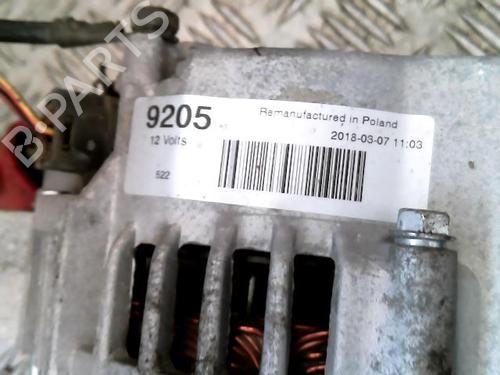 B-PARTS
9205
Remanufactured in Poland
12 Volts
2018-03-07 11:03
522